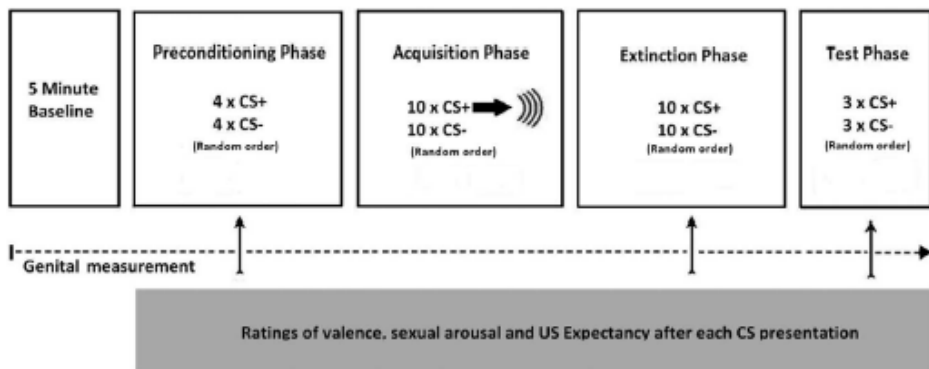 5 Minute
Baseline
Preconditioning Phase
4 x CS+
4 x CS-
(Random order)
Acquisition Phase
10 x CS+
10 x CS-
(Random order)
Extinction Phase
10 x CS+
10 x CS-
(Random order)
Test Phase
3 x CS+
3 x CS-
(Random order)
Genital measurement
Ratings of valence, sexual arousal and US Expectancy after each CS presentation